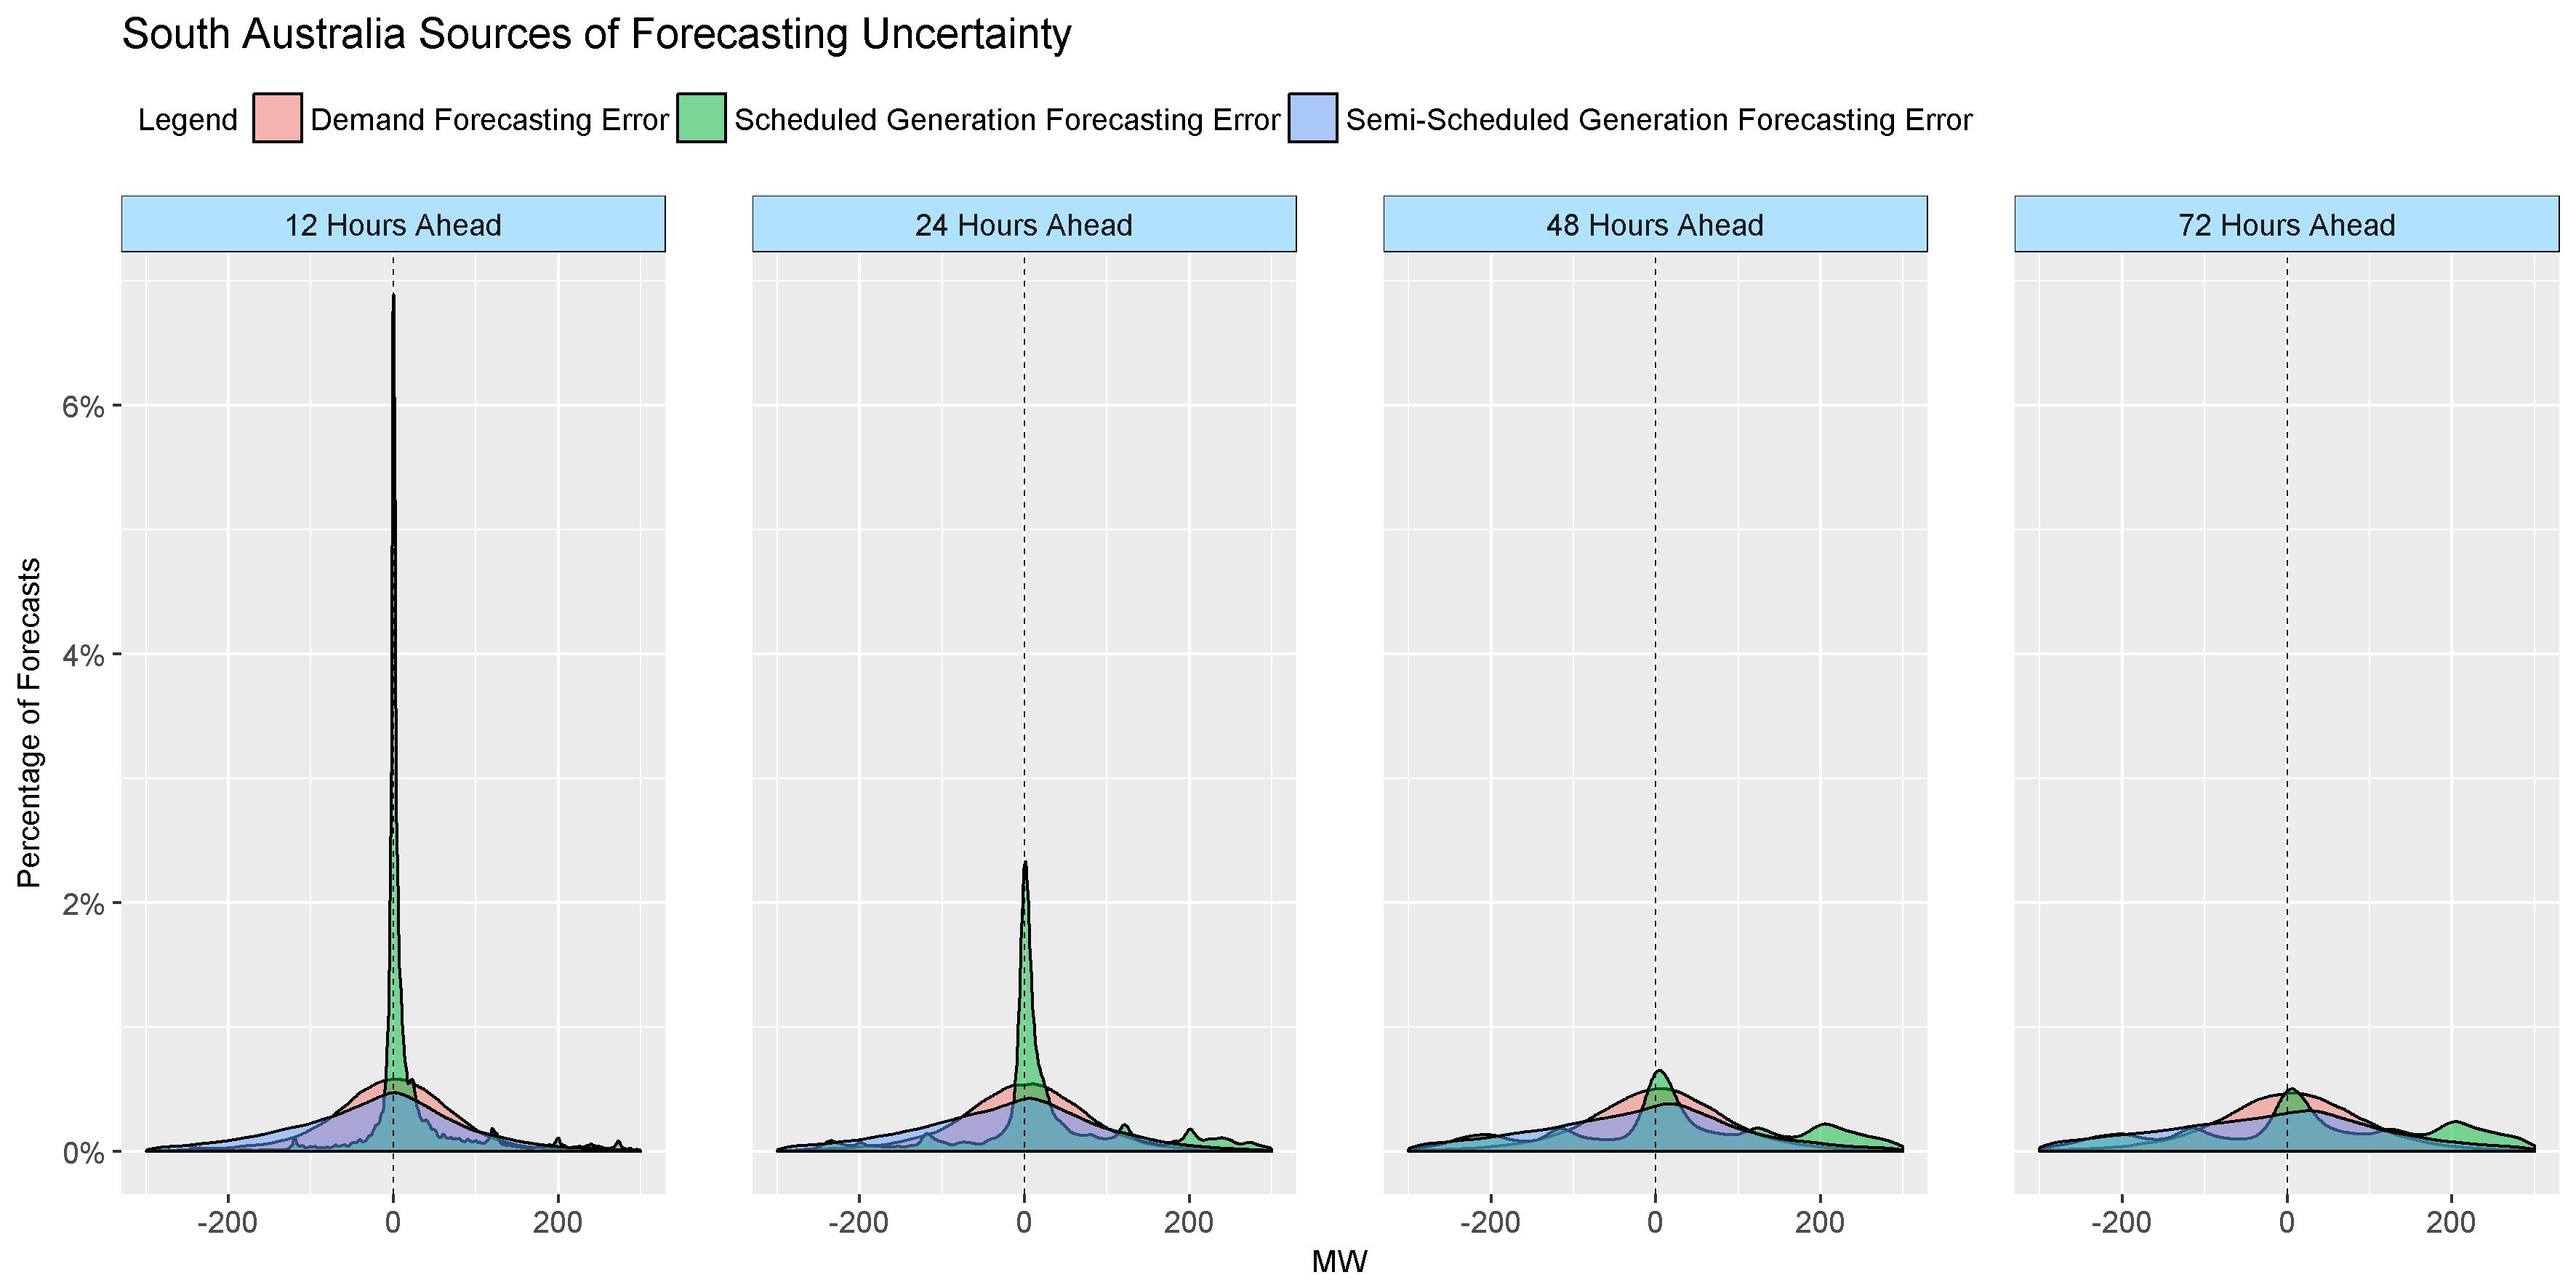 South Australia Sources of Forecasting Uncertainty
Legend Demand Forecasting Error Scheduled Generation Forecasting Error Semi-Scheduled Generation Forecasting Error
12 Hours Ahead 24 Hours Ahead 48 Hours Ahead 72 Hours Ahead
Percentage of Forecasts
6%
4%
2%
0%
-200 0 200 -200 0 200 -200 0 200 -200 0 200
MW